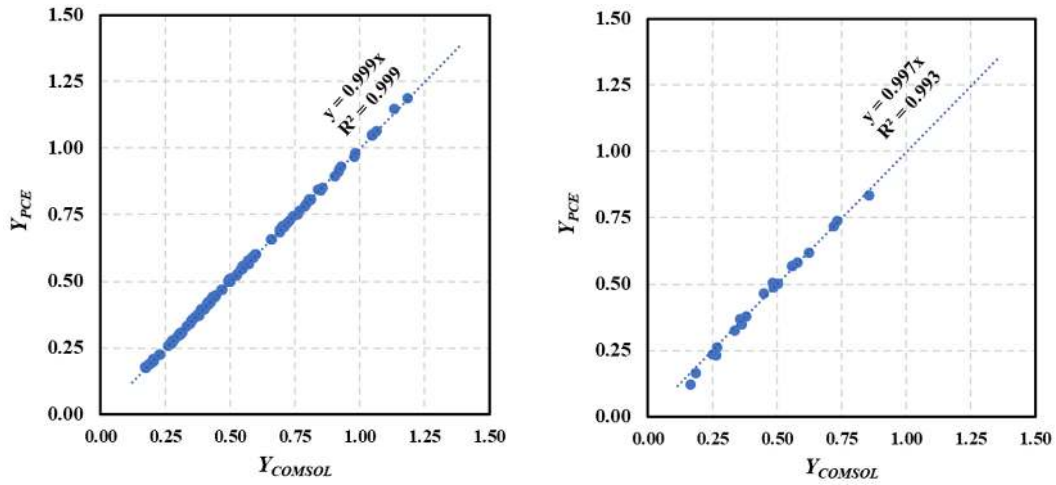 1.50
1.25
1.00
0.75
0.50
0.25
0.00
Y_PCE
y = 0.999x
R² = 0.999
0.00 0.25 0.50 0.75 1.00 1.25 1.50
Y_COMSOL
1.50
1.25
1.00
0.75
0.50
0.25
0.00
Y_PCE
y = 0.997x
R² = 0.993
0.00 0.25 0.50 0.75 1.00 1.25 1.50
Y_COMSOL